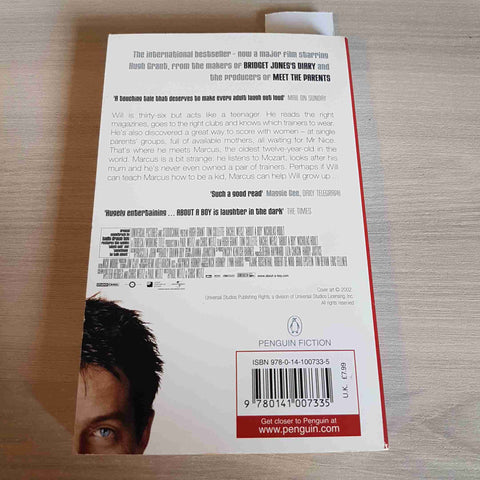 The international bestseller - now a major film starring
Hugh Grant, from the makers of BRIDGET JONES'S DIARY and
the producers of MEET THE PARENTS
'A touching tale that deserves to make every adult laugh out loud' MAIL ON SUNDAY
Will is thirty-six but acts like a teenager. He reads the right
magazines, goes to the right clubs and knows which trainers to wear.
He's also discovered a great way to score with women – at single
parents' groups, full of available mothers, all waiting for Mr Nice.
That's where he meets Marcus, the oldest twelve-year-old in the
world. Marcus is a bit strange: he listens to Mozart, looks after his
mum and he's never even owned a pair of trainers. Perhaps if Will
can teach Marcus how to be a kid, Marcus can help Will grow up...
'Such a good read' Maggie Gee, DAILY TELEGRAPH
'Hugely entertaining ... ABOUT A BOY is laughter in the dark' THE TIMES
www.about-a-boy.com
Cover art © 2002
Universal Studios Publishing Rights, a division of Universal Studios Licensing, Inc.
All rights reserved.
PENGUIN FICTION
ISBN 978-0-14-100733-5
9 780141 007335
U.K. £7.99
Get closer to Penguin at
www.penguin.com